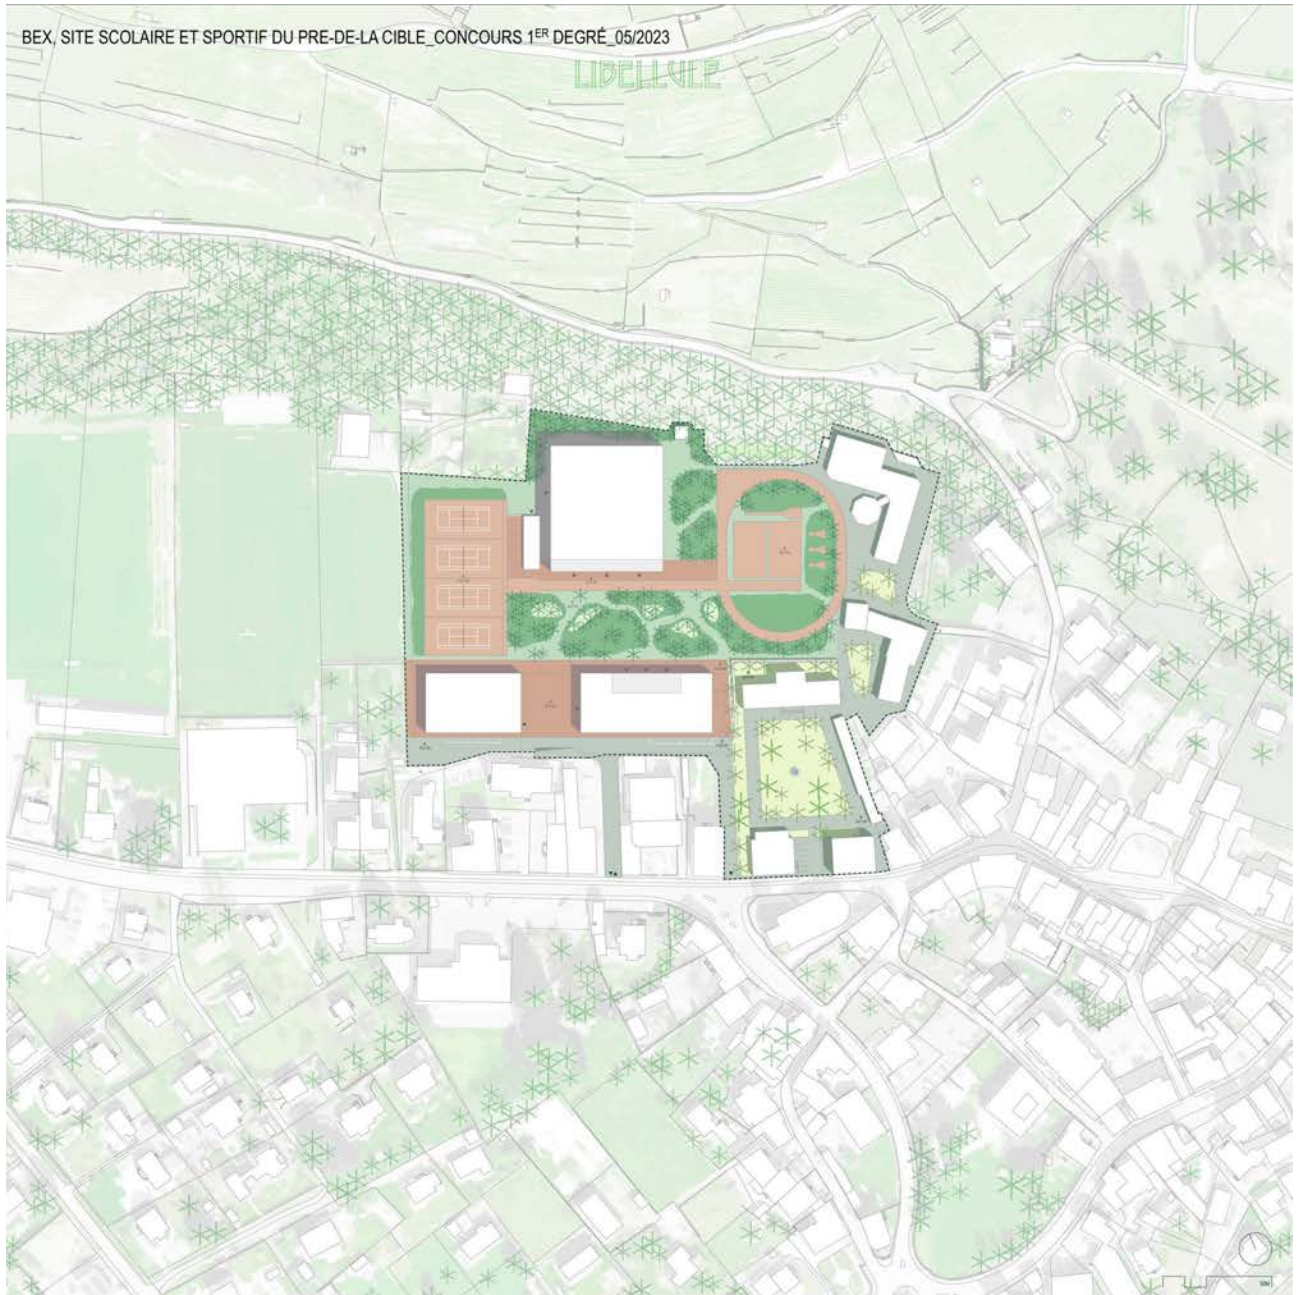 BEX, SITE SCOLAIRE ET SPORTIF DU PRE-DE-LA CIBLE_CONCOURS 1ER DEGRÉ_05/2023
LIBELLULE